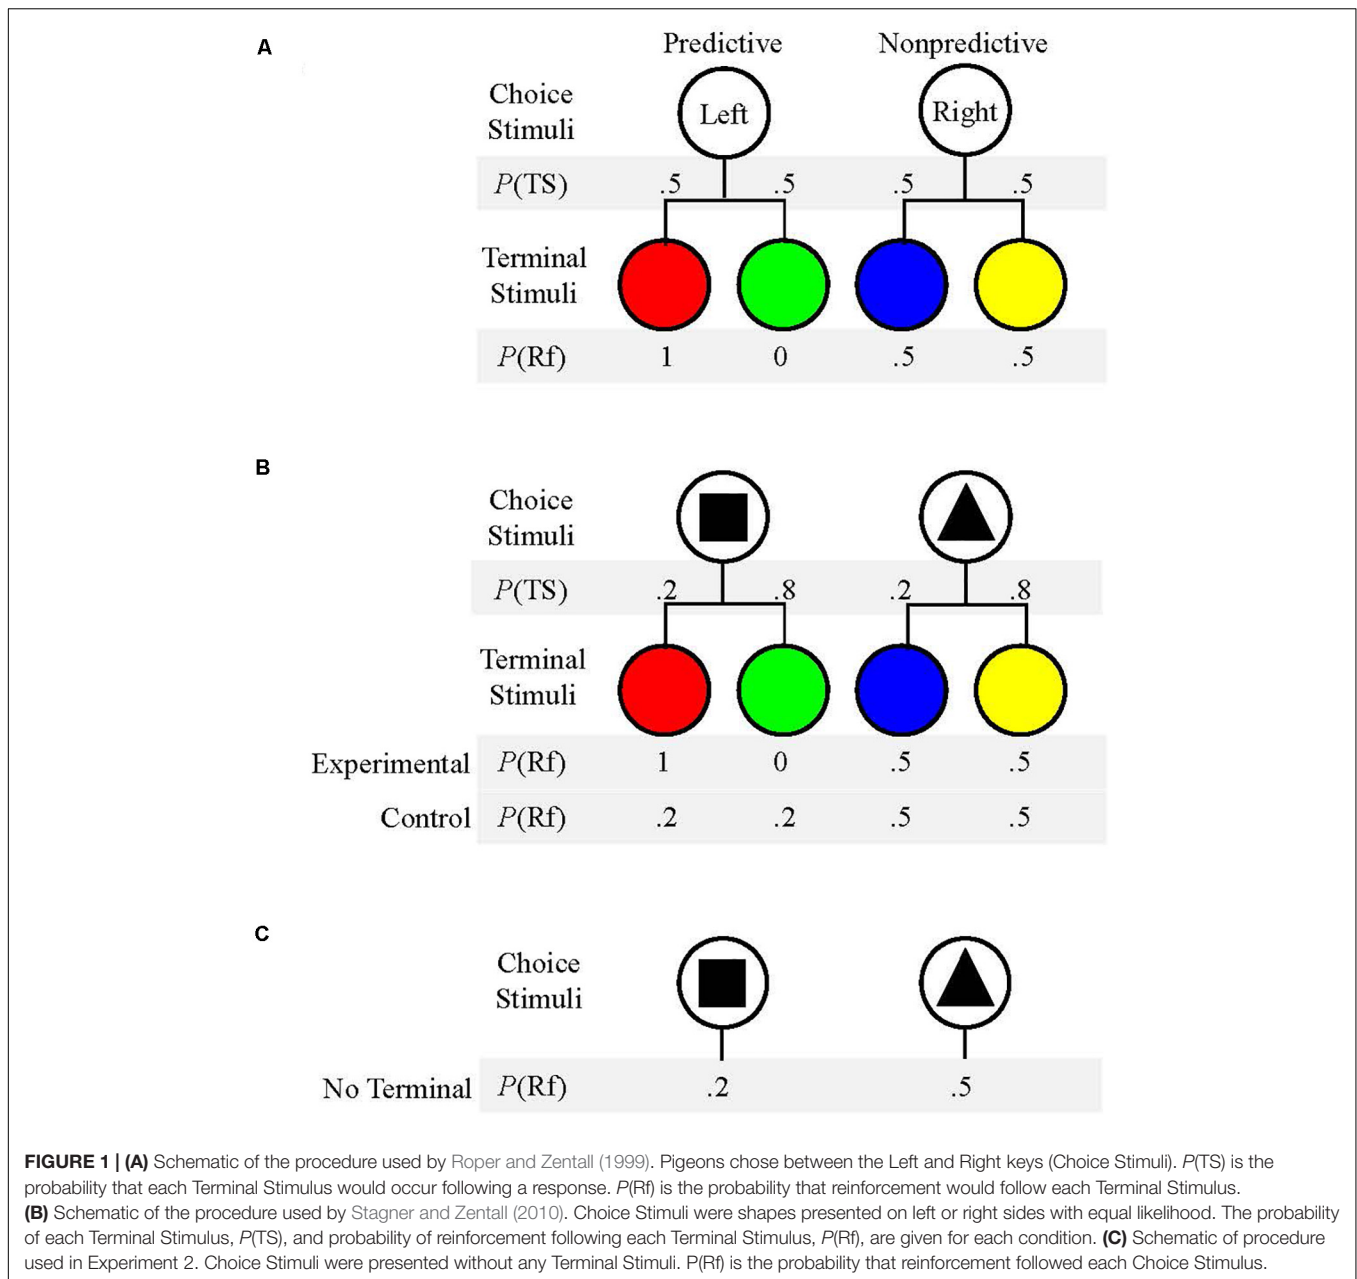 A
Predictive Nonpredictive
Choice
Stimuli
Left Right
P(TS) .5 .5 .5 .5
Terminal
Stimuli
P(Rf) 1 0 .5 .5
B
Choice
Stimuli
P(TS) .2 .8 .2 .8
Terminal
Stimuli
Experimental P(Rf) 1 0 .5 .5
Control P(Rf) .2 .2 .5 .5
C
Choice
Stimuli
No Terminal P(Rf) .2 .5
FIGURE 1 | (A) Schematic of the procedure used by Roper and Zentall (1999). Pigeons chose between the Left and Right keys (Choice Stimuli). P(TS) is the
probability that each Terminal Stimulus would occur following a response. P(Rf) is the probability that reinforcement would follow each Terminal Stimulus.
(B) Schematic of the procedure used by Stagner and Zentall (2010). Choice Stimuli were shapes presented on left or right sides with equal likelihood. The probability
of each Terminal Stimulus, P(TS), and probability of reinforcement following each Terminal Stimulus, P(Rf), are given for each condition. (C) Schematic of procedure
used in Experiment 2. Choice Stimuli were presented without any Terminal Stimuli. P(Rf) is the probability that reinforcement followed each Choice Stimulus.